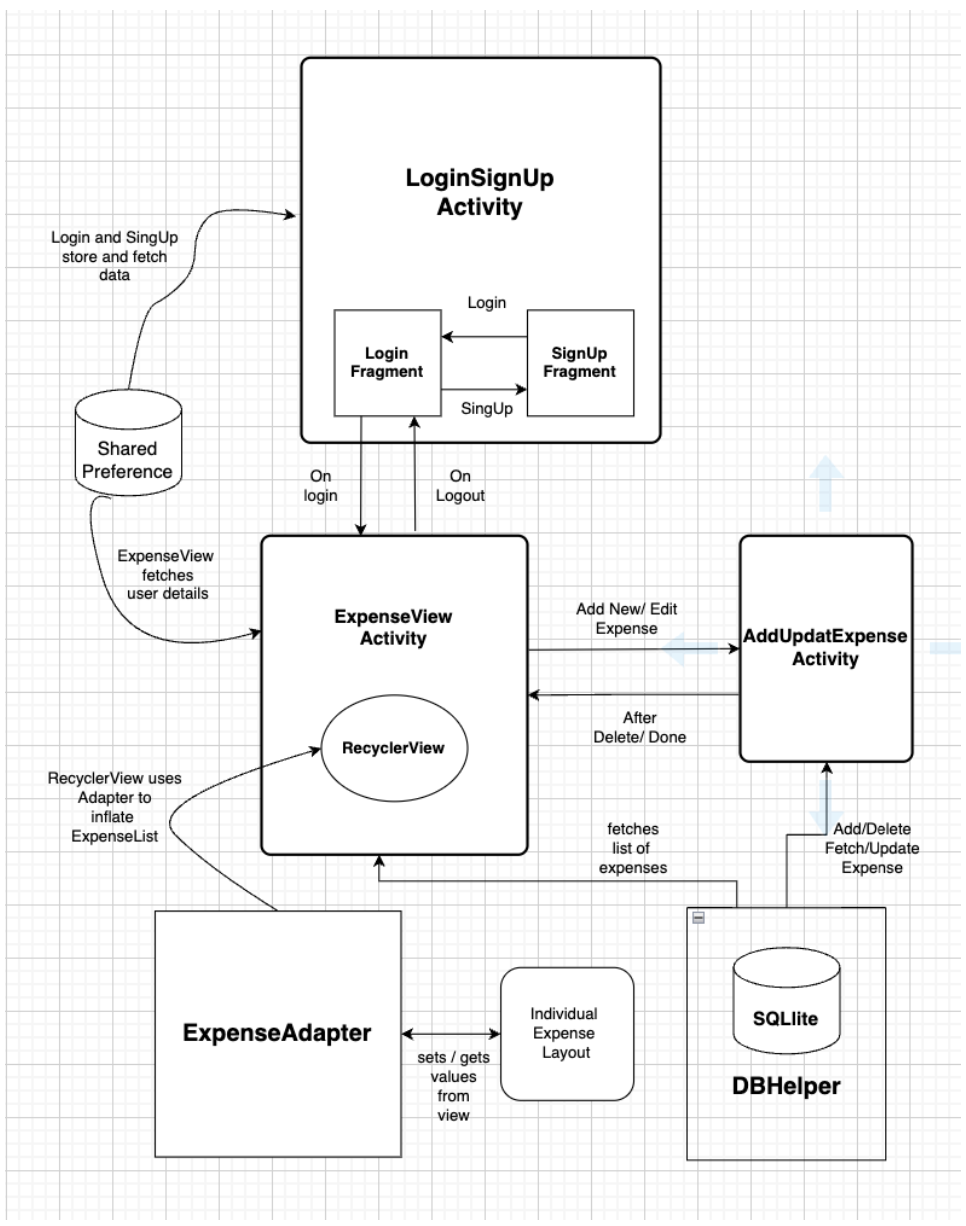 LoginSignUp
Activity
Login and SingUp
store and fetch
data
Login
Login
Fragment
SignUp
Fragment
SingUp
Shared
Preference
On
login
On
Logout
ExpenseView
fetches
user details
ExpenseView
Activity
Add New/ Edit
Expense
AddUpdatExpense
Activity
After
Delete/ Done
RecyclerView
RecyclerView uses
Adapter to
inflate
ExpenseList
fetches
list of
expenses
Add/Delete
Fetch/Update
Expense
ExpenseAdapter
sets / gets
values
from
view
Individual
Expense
Layout
SQLlite
DBHelper